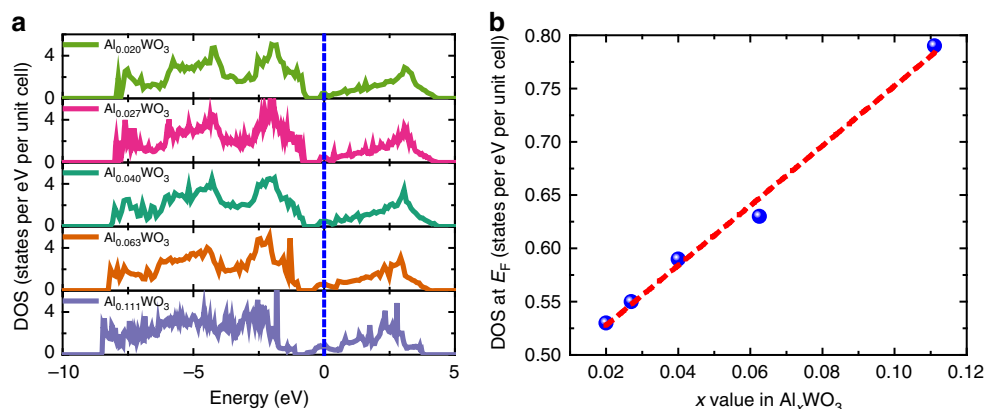 a
DOS (states per eV per unit cell)
Al0.020WO3
4
0
Al0.027WO3
4
0
Al0.040WO3
4
0
Al0.063WO3
4
0
Al0.111WO3
4
0
–10 –5 0 5
Energy (eV)
b
DOS at EF (states per eV per unit cell)
0.80
0.75
0.70
0.65
0.60
0.55
0.50
0.02 0.04 0.06 0.08 0.10 0.12
x value in AlxWO3